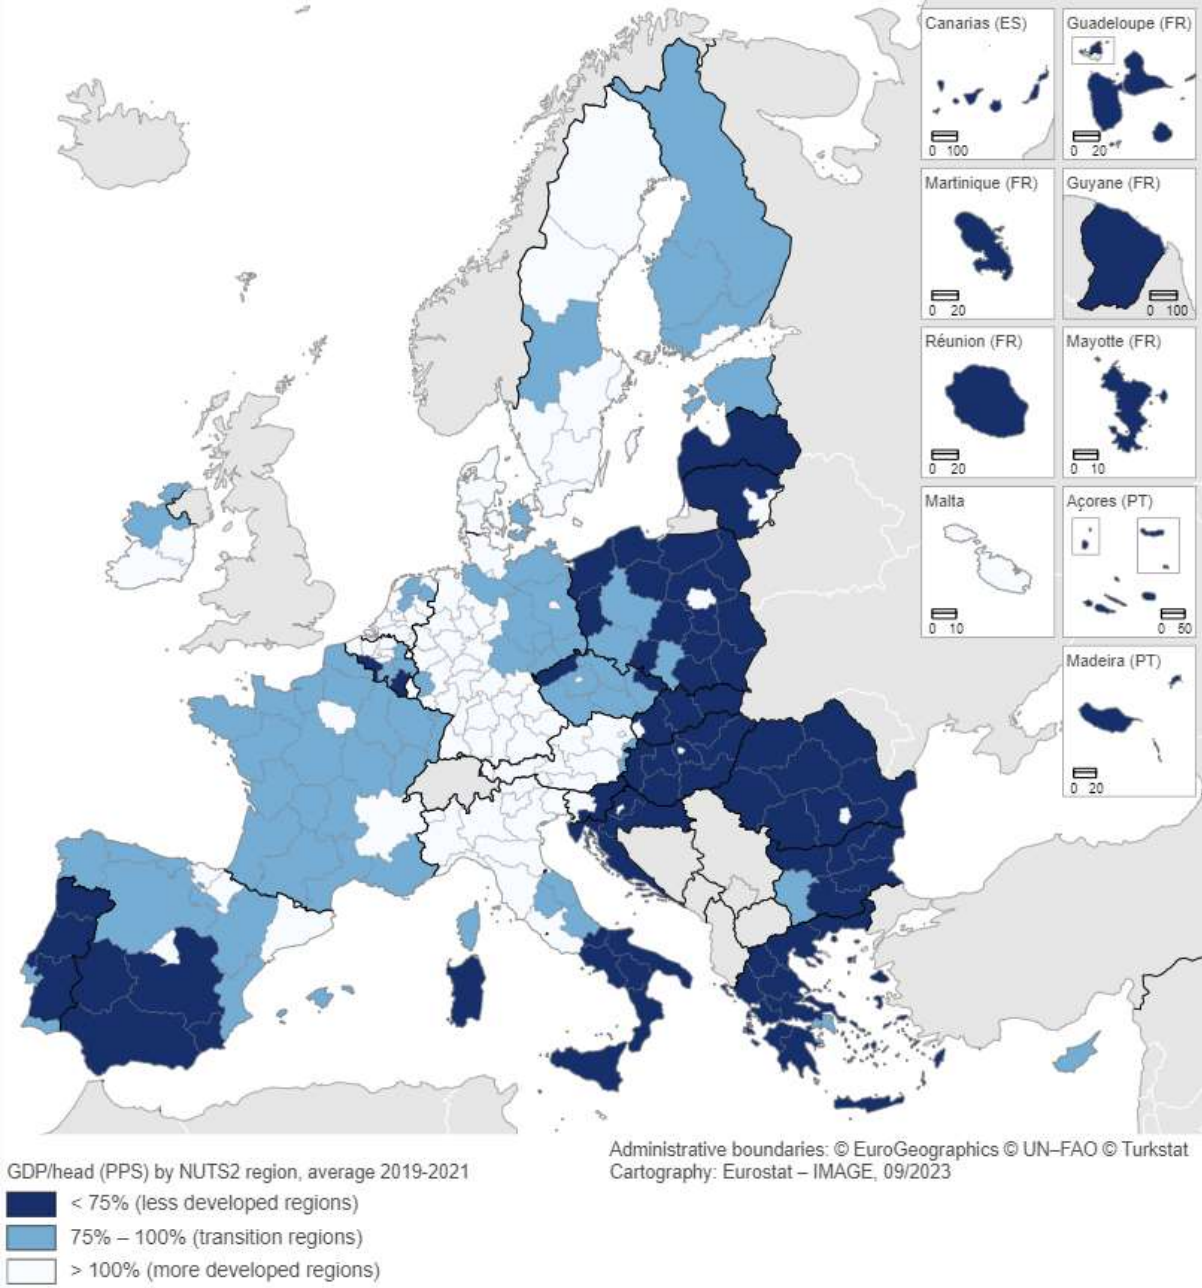 Canarias (ES)
0 100
Guadeloupe (FR)
0 20
Martinique (FR)
0 20
Guyane (FR)
0 100
Réunion (FR)
0 20
Mayotte (FR)
0 10
Malta
0 10
Açores (PT)
0 50
Madeira (PT)
0 20
Administrative boundaries: © EuroGeographics © UN–FAO © Turkstat
Cartography: Eurostat – IMAGE, 09/2023
GDP/head (PPS) by NUTS2 region, average 2019-2021
< 75% (less developed regions)
75% – 100% (transition regions)
> 100% (more developed regions)